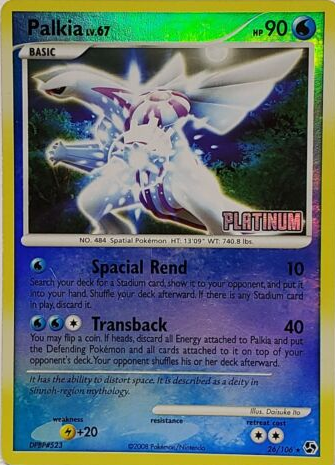 Palkia LV.67 HP 90
BASIC
PLATINUM
NO. 484 Spatial Pokémon HT: 13'09" WT: 740.8 lbs.
Spacial Rend 10
Search your deck for a Stadium card, show it to your opponent, and put it
into your hand. Shuffle your deck afterward. If there is any Stadium card
in play, discard it.
Transback 40
You may flip a coin. If heads, discard all Energy attached to Palkia and put
the Defending Pokémon and all cards attached to it on top of your
opponent's deck. Your opponent shuffles his or her deck afterward.
It has the ability to distort space. It is described as a deity in
Sinnoh-region mythology.
Illus. Daisuke Ito
weakness resistance retreat cost
+20
DPBP#523 ©2008 Pokémon/Nintendo 26/106